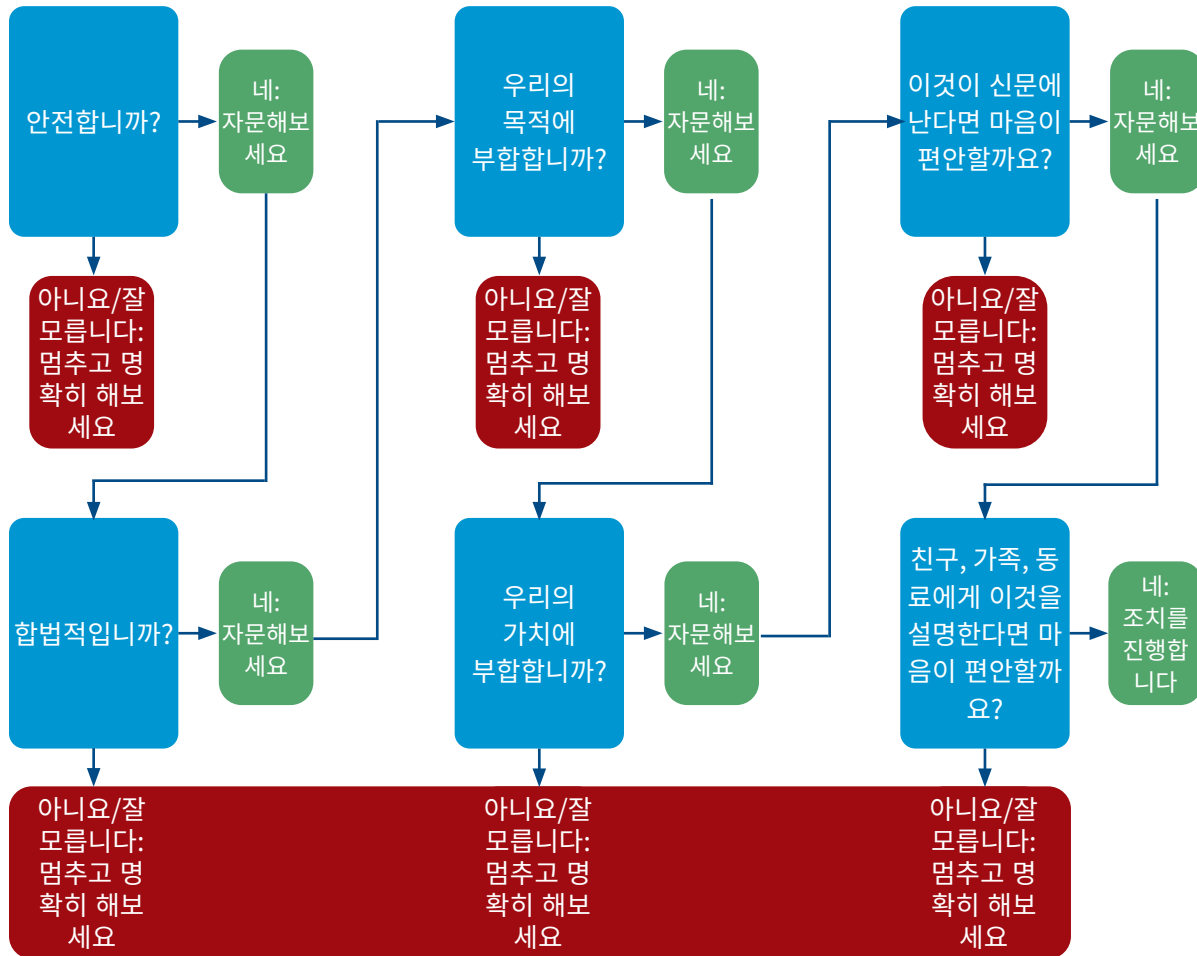 안전합니까?
네:
자문해보
세요
아니요/잘
모릅니다:
멈추고 명
확히 해보
세요
합법적입니까?
네:
자문해보
세요
아니요/잘
모릅니다:
멈추고 명
확히 해보
세요
우리의
목적에
부합합니까?
네:
자문해보
세요
아니요/잘
모릅니다:
멈추고 명
확히 해보
세요
우리의
가치에
부합합니까?
네:
자문해보
세요
아니요/잘
모릅니다:
멈추고 명
확히 해보
세요
이것이 신문에
난다면 마음이
편안할까요?
네:
자문해보
세요
아니요/잘
모릅니다:
멈추고 명
확히 해보
세요
친구, 가족, 동
료에게 이것을
설명한다면 마
음이 편안할까
요?
네:
조치를
진행합
니다
아니요/잘
모릅니다:
멈추고 명
확히 해보
세요